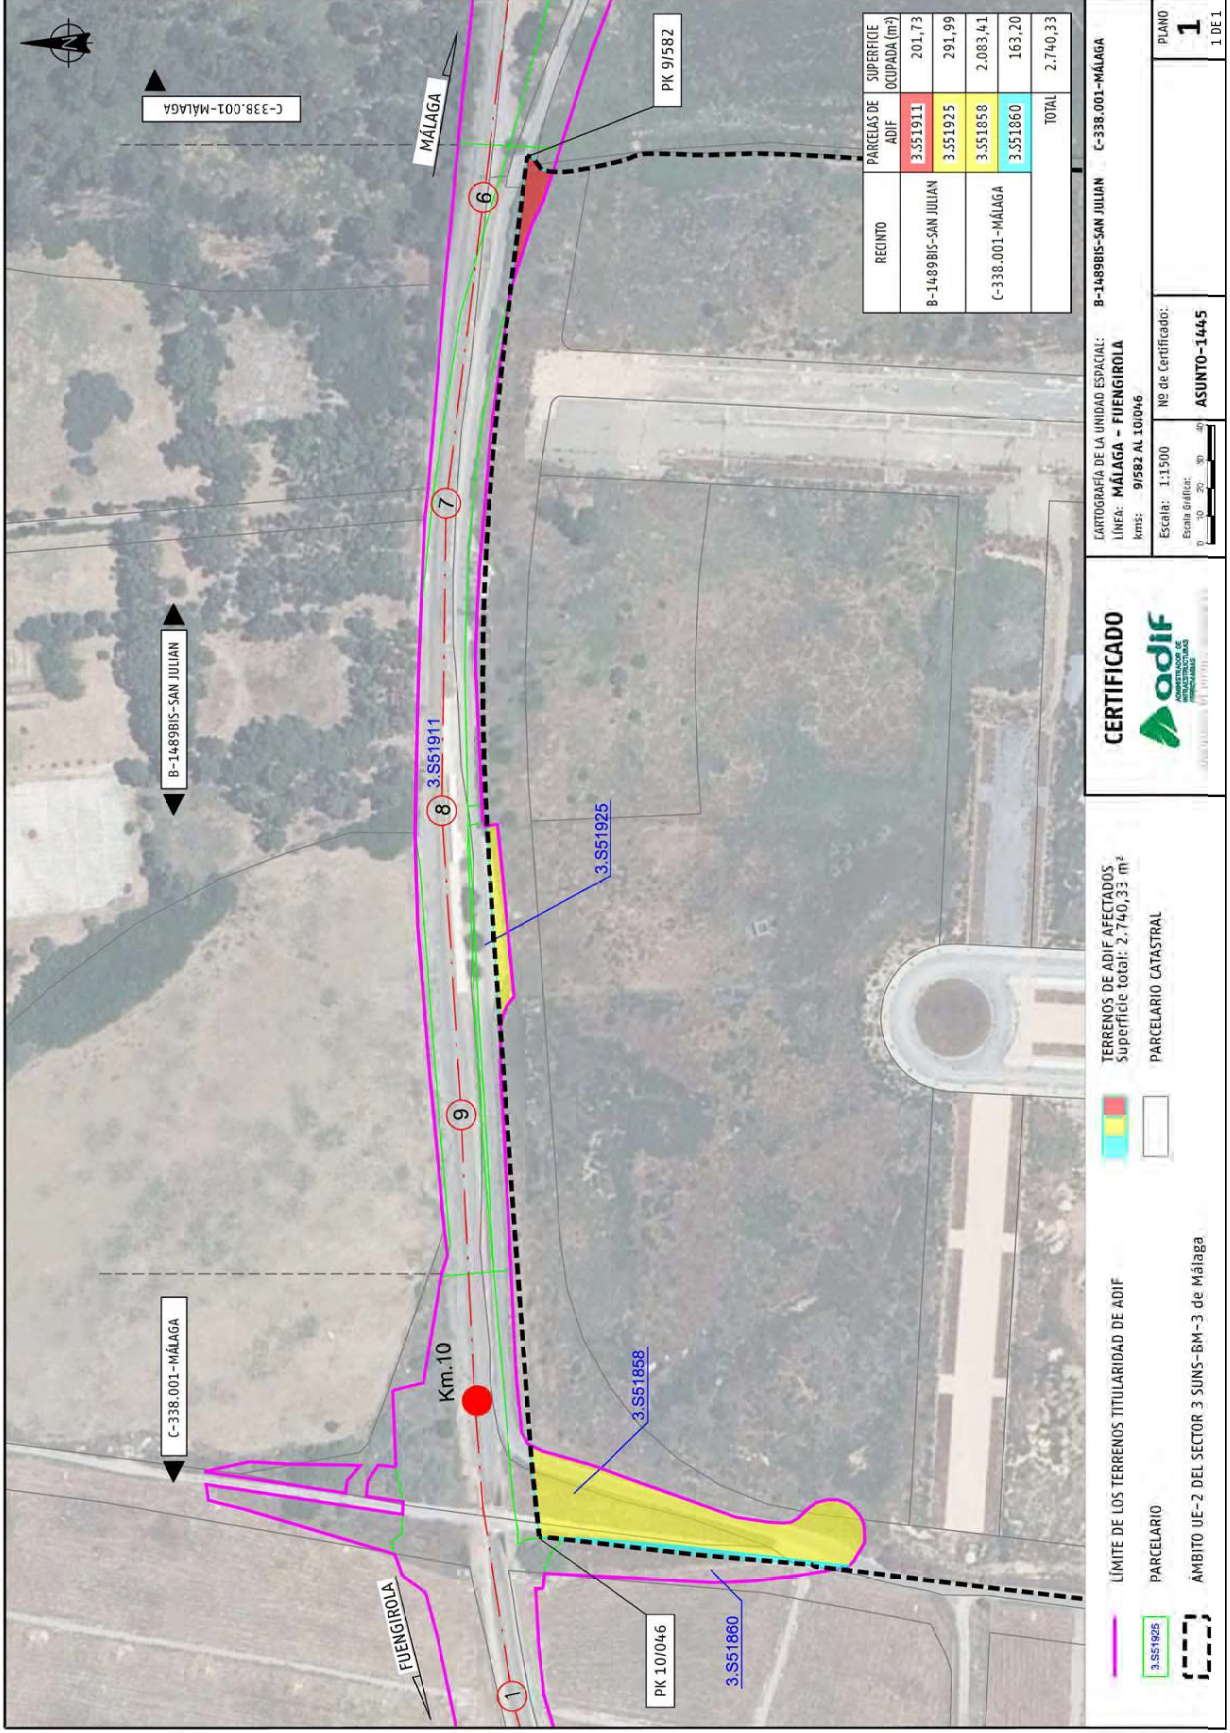 N
C-338.001-MÁLAGA
B-1489BIS-SAN JULIAN
C-338.001-MÁLAGA
FUENGIROLA
MÁLAGA
Km.10
1
9
8
7
6
3.S51911
3.S51925
3.S51858
3.S51860
PK 10/046
PK 9/582
RECINTO
PARCELAS DE ADIF
SUPERFICIE OCUPADA (m²)
B-1489BIS-SAN JULIAN
3.S51911
201,73
3.S51925
291,99
C-338.001-MÁLAGA
3.S51858
2.083,41
3.S51860
163,20
TOTAL
2.740,33
LÍMITE DE LOS TERRENOS TITULARIDAD DE ADIF
3.S51925
PARCELARIO
ÁMBITO UE-2 DEL SECTOR 3 SUNS-BM-3 de Málaga
TERRENOS DE ADIF AFECTADOS
Superficie total: 2.740,33 m²
PARCELARIO CATASTRAL
CERTIFICADO
adif
ADMINISTRADOR DE
INFRAESTRUCTURAS
FERROVIARIAS
CARTOGRAFÍA DE LA UNIDAD ESPACIAL: B-1489BIS-SAN JULIAN C-338.001-MÁLAGA
LÍNEA: MÁLAGA - FUENGIROLA
kms: 9/582 AL 10/046
Escala: 1:1500
Escala Gráfica:
0 10 20 30 40
Nº de Certificado:
ASUNTO-1445
PLANO
1
1 DE 1